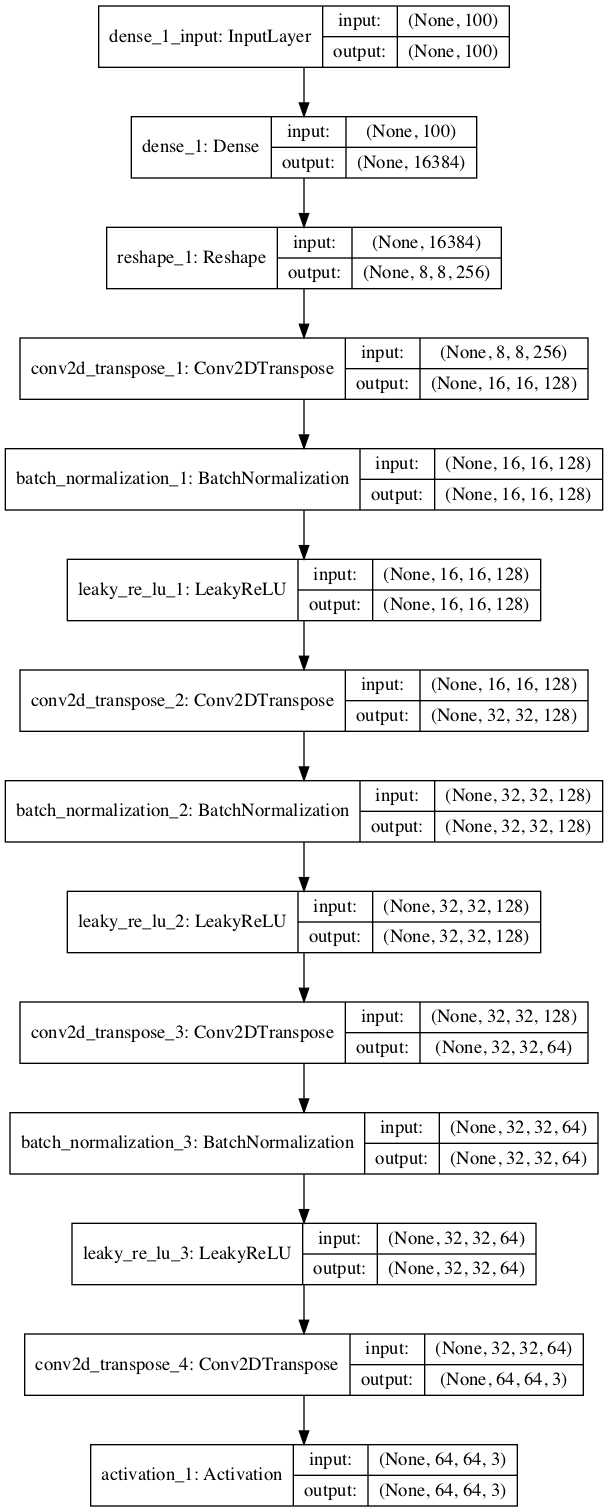 dense_1_input: InputLayer input: (None, 100)
output: (None, 100)
dense_1: Dense input: (None, 100)
output: (None, 16384)
reshape_1: Reshape input: (None, 16384)
output: (None, 8, 8, 256)
conv2d_transpose_1: Conv2DTranspose input: (None, 8, 8, 256)
output: (None, 16, 16, 128)
batch_normalization_1: BatchNormalization input: (None, 16, 16, 128)
output: (None, 16, 16, 128)
leaky_re_lu_1: LeakyReLU input: (None, 16, 16, 128)
output: (None, 16, 16, 128)
conv2d_transpose_2: Conv2DTranspose input: (None, 16, 16, 128)
output: (None, 32, 32, 128)
batch_normalization_2: BatchNormalization input: (None, 32, 32, 128)
output: (None, 32, 32, 128)
leaky_re_lu_2: LeakyReLU input: (None, 32, 32, 128)
output: (None, 32, 32, 128)
conv2d_transpose_3: Conv2DTranspose input: (None, 32, 32, 128)
output: (None, 32, 32, 64)
batch_normalization_3: BatchNormalization input: (None, 32, 32, 64)
output: (None, 32, 32, 64)
leaky_re_lu_3: LeakyReLU input: (None, 32, 32, 64)
output: (None, 32, 32, 64)
conv2d_transpose_4: Conv2DTranspose input: (None, 32, 32, 64)
output: (None, 64, 64, 3)
activation_1: Activation input: (None, 64, 64, 3)
output: (None, 64, 64, 3)